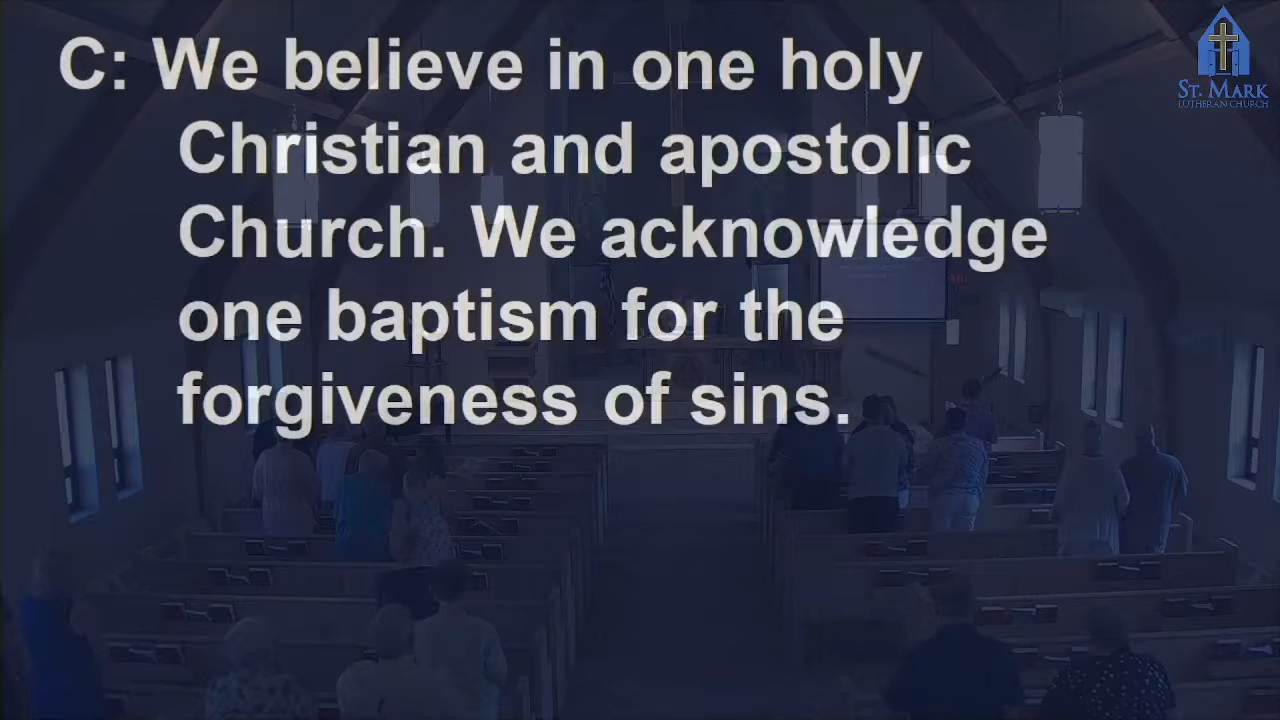 C: We believe in one holy
Christian and apostolic
Church. We acknowledge
one baptism for the
forgiveness of sins.
St. Mark
Lutheran Church